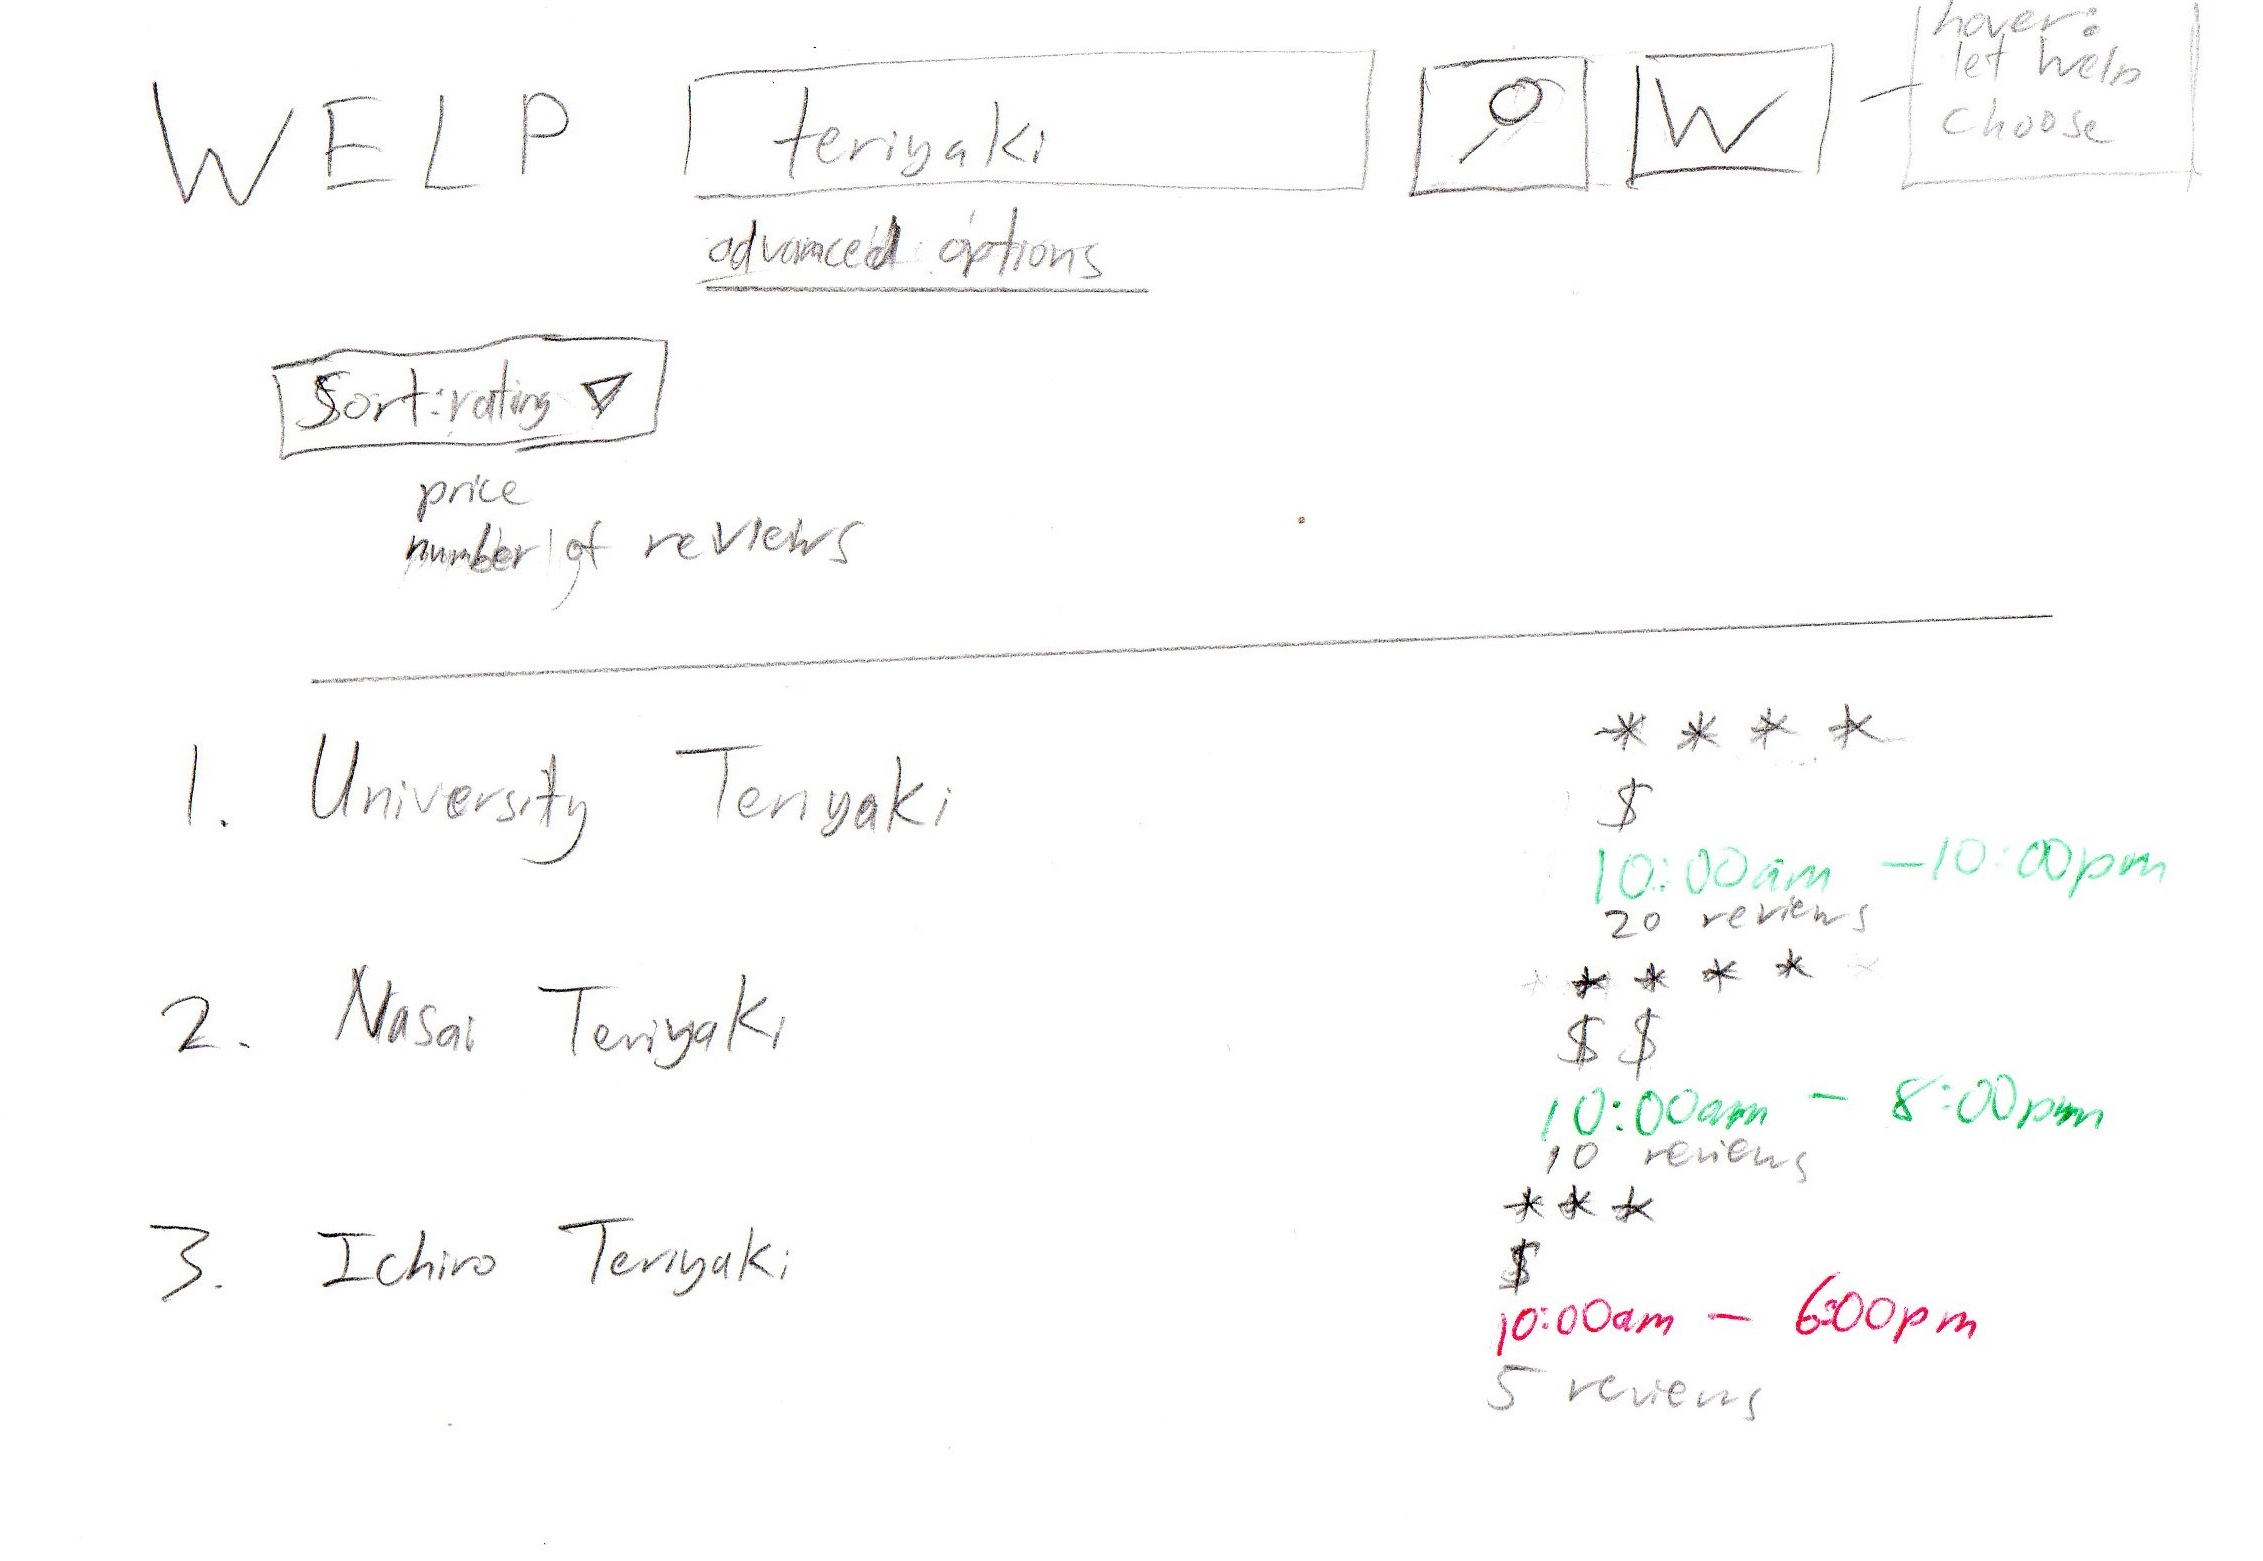 WELP teriyaki W
hover:
let welp
choose
advanced options
Sort: rating
price
number of reviews
****
1. University Teriyaki
$
10:00am - 10:00pm
20 reviews
****
2. Nasai Teriyaki
$$
10:00am - 8:00pm
10 reviews
***
3. Ichiro Teriyaki
$
10:00am - 6:00pm
5 reviews